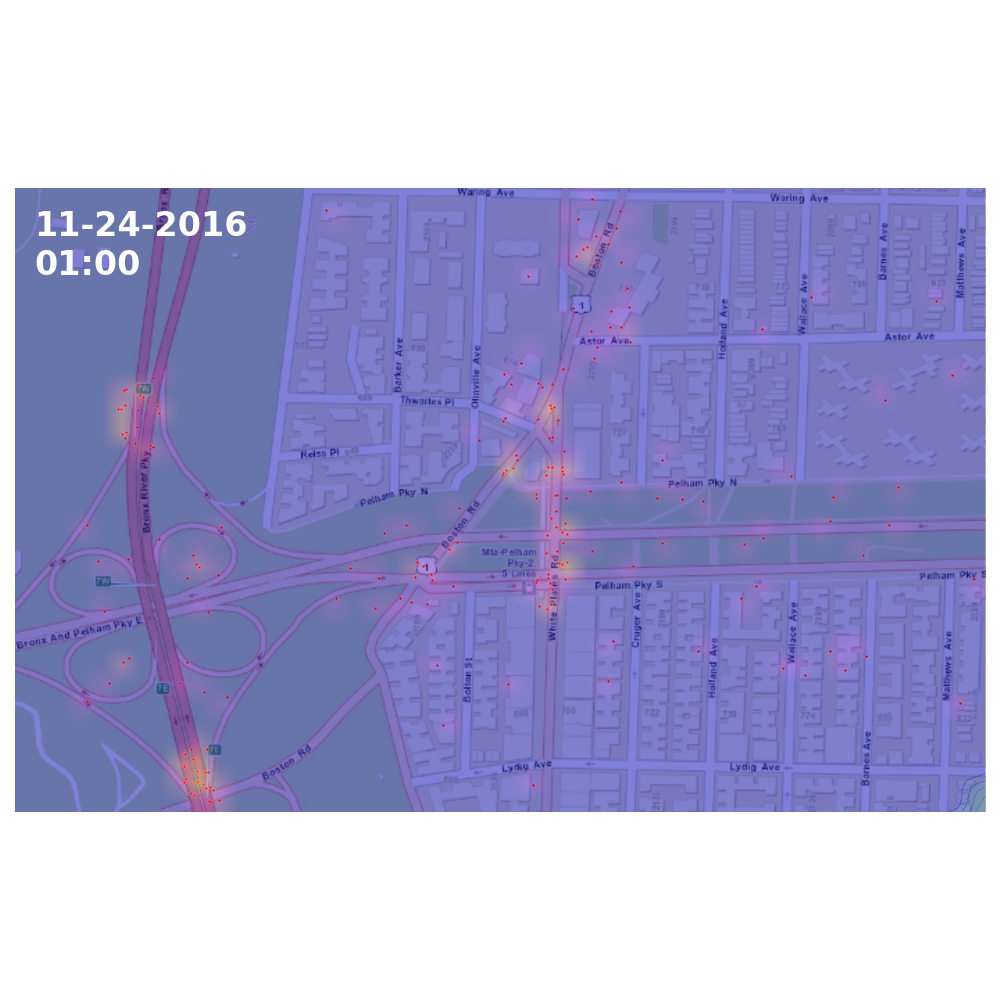 11-24-2016
01:00
Waring Ave
Waring Ave
Boston Rd
1
Barnes Ave
Matthews Ave
Wallace Ave
Holland Ave
Astor Ave
Astor Ave
Barker Ave
Olinville Ave
Thwaites Pl
Reiss Pl
Pelham Pky N
Pelham Pky N
Bronx River Pky
Boston Rd
1
Mta-Pelham
Pky-2,
5 Lines
White Plains Rd
Pelham Pky S
Pelham Pky S
7W
Bronx And Pelham Pky E
Cruger Ave
Holland Ave
Wallace Ave
Matthews Ave
Bolton St
7E
Boston Rd
Lydig Ave
Lydig Ave
Barnes Ave